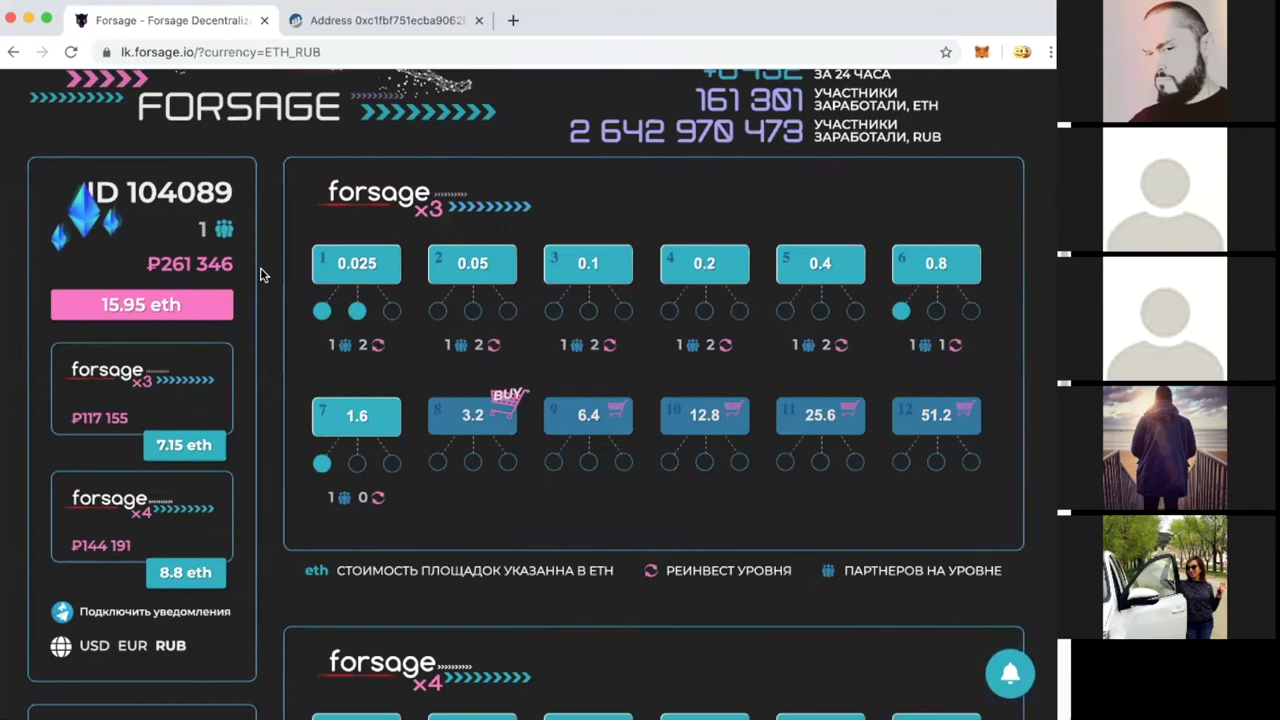 Forsage - Forsage Decentraliz
Address 0xc1fbf751ecba9062
lk.forsage.io/?currency=ETH_RUB
ЗА 24 ЧАСА
FORSAGE
161 301 УЧАСТНИКИ ЗАРАБОТАЛИ, ETH
2 642 970 473 УЧАСТНИКИ ЗАРАБОТАЛИ, RUB
ID 104089
1
₽261 346
15.95 eth
forsage x3
₽117 155
7.15 eth
forsage x4
₽144 191
8.8 eth
Подключить уведомления
USD EUR RUB
forsage x3
1 0.025 2 0.05 3 0.1 4 0.2 5 0.4 6 0.8
1 2 1 2 1 2 1 2 1 2 1 1
BUY
7 1.6 8 3.2 9 6.4 10 12.8 11 25.6 12 51.2
1 0
eth СТОИМОСТЬ ПЛОЩАДОК УКАЗАННА В ETH РЕИНВЕСТ УРОВНЯ ПАРТНЕРОВ НА УРОВНЕ
forsage x4